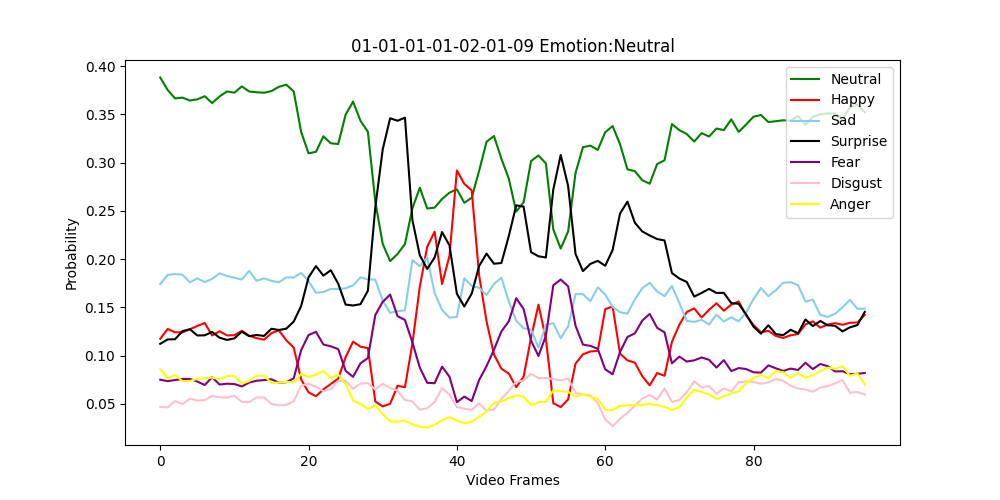 01-01-01-01-02-01-09 Emotion:Neutral
Probability
0.40
0.35
0.30
0.25
0.20
0.15
0.10
0.05
0
20
40
60
80
Video Frames
Neutral
Happy
Sad
Surprise
Fear
Disgust
Anger